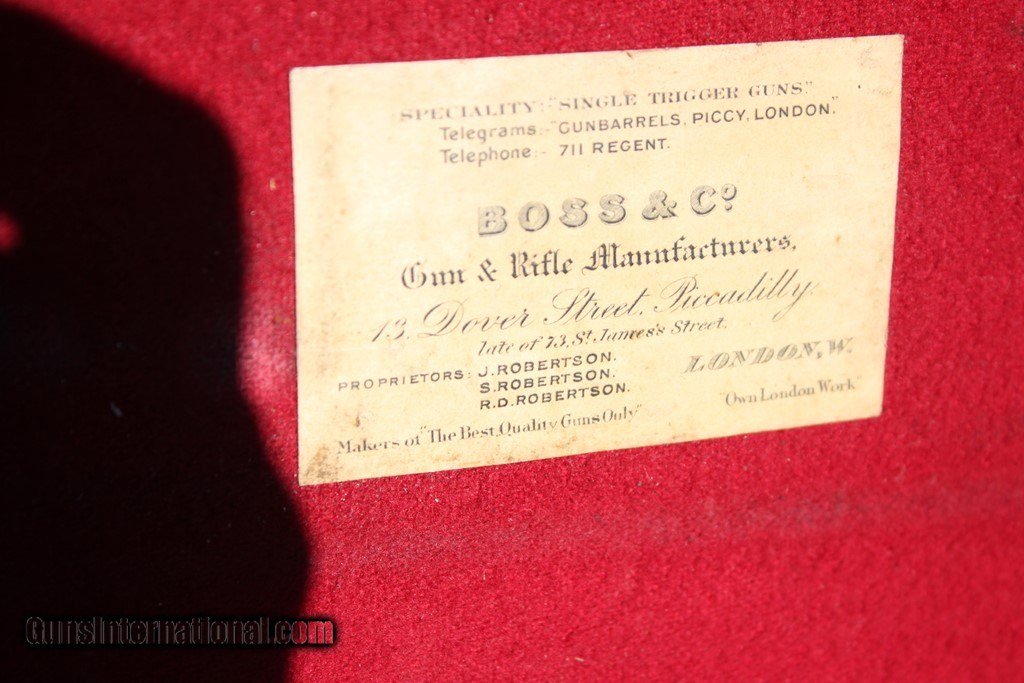 SPECIALITY:- "SINGLE TRIGGER GUNS."
Telegrams:- "GUNBARRELS, PICCY, LONDON."
Telephone:- 711 REGENT.
BOSS & Co.
Gun & Rifle Manufacturers,
13, Dover Street, Piccadilly,
late of 73, St. James's Street.
LONDON, W.
PROPRIETORS: J. ROBERTSON.
S. ROBERTSON.
R.D. ROBERTSON.
"Own London Work"
Makers of "The Best Quality Guns Only"
GunsInternational.com